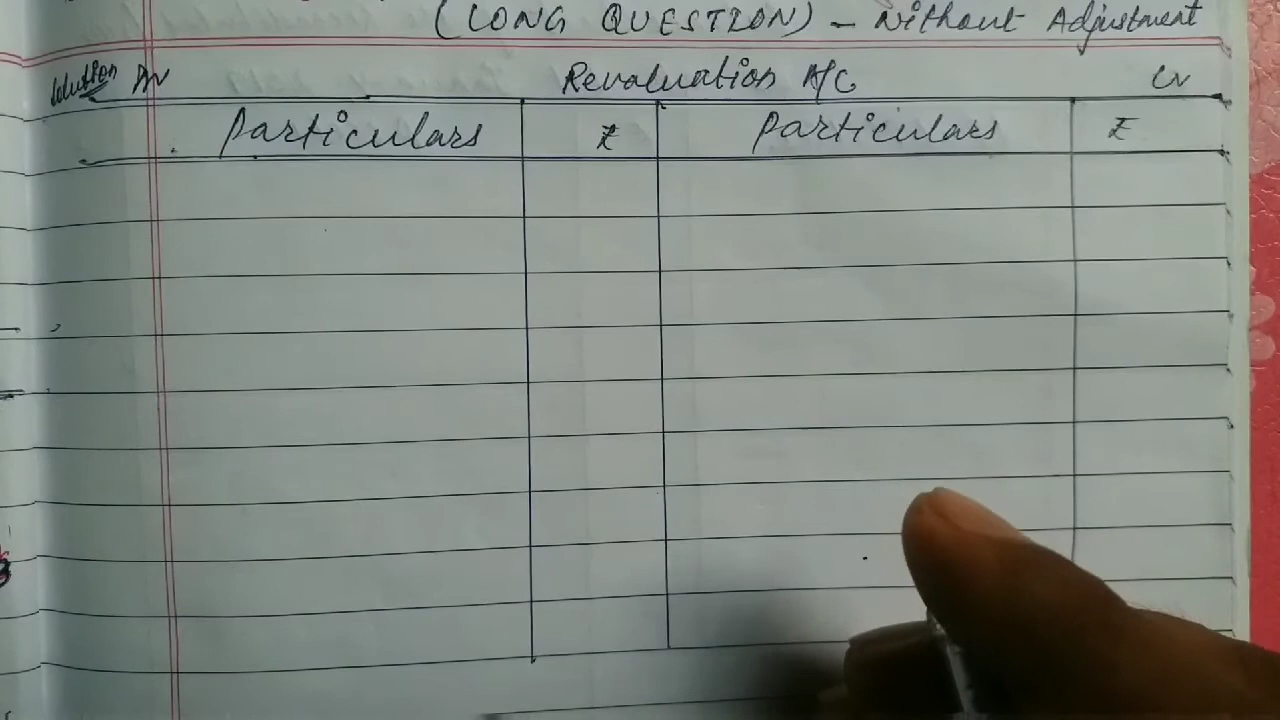 (LONG QUESTION) - Without Adjustment
Solution Dr Revaluation A/C Cr
Particulars ₹ Particulars ₹